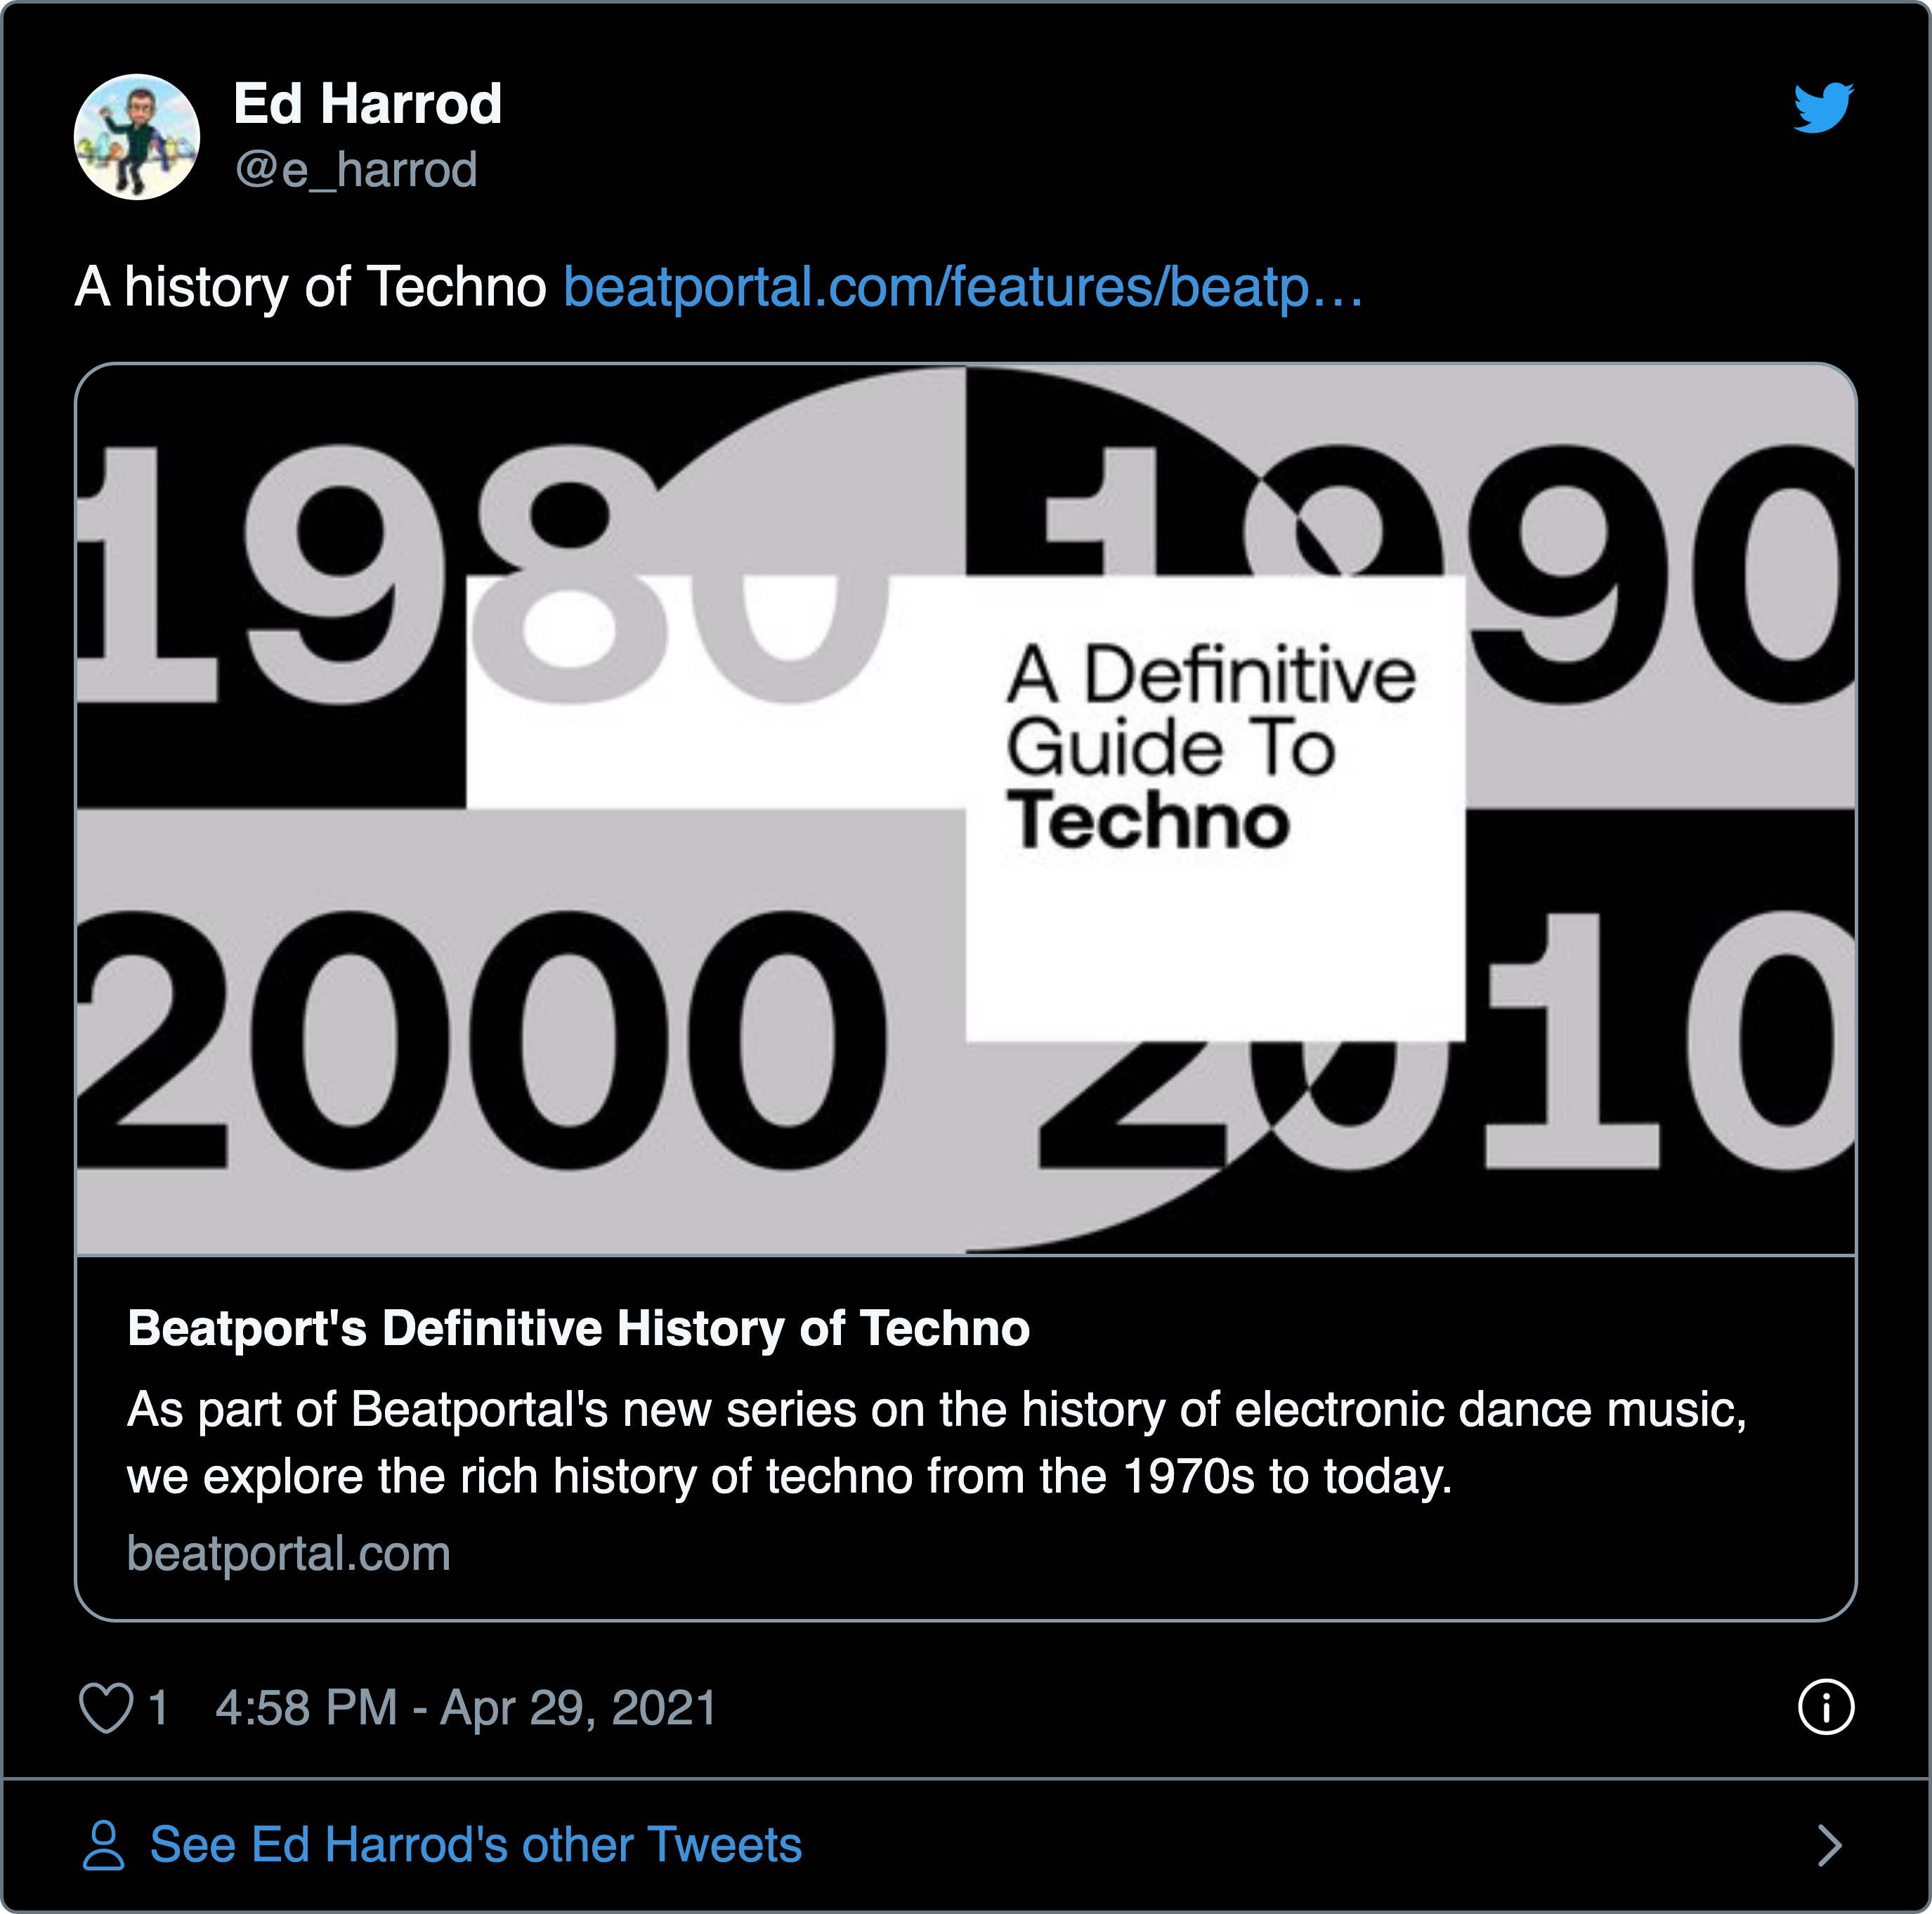 Ed Harrod
@e_harrod
A history of Techno beatportal.com/features/beatp…
1980 1990
A Definitive
Guide To
Techno
2000 2010
Beatport's Definitive History of Techno
As part of Beatportal's new series on the history of electronic dance music,
we explore the rich history of techno from the 1970s to today.
beatportal.com
1 4:58 PM - Apr 29, 2021
See Ed Harrod's other Tweets